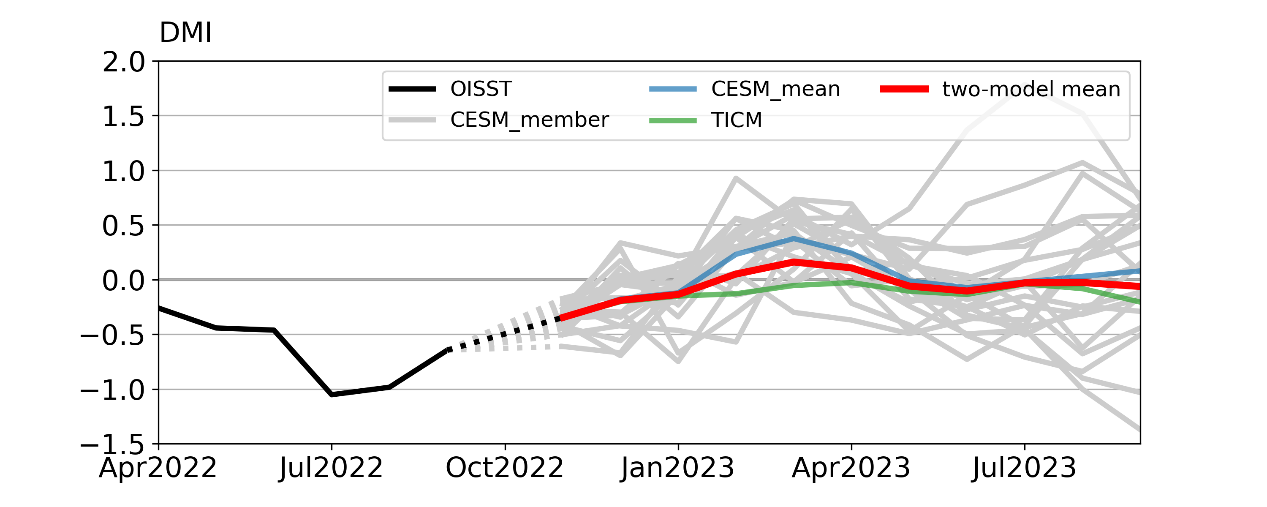 DMI
2.0
1.5
1.0
0.5
0.0
−0.5
−1.0
−1.5
OISST
CESM_member
CESM_mean
TICM
two-model mean
Apr2022 Jul2022 Oct2022 Jan2023 Apr2023 Jul2023